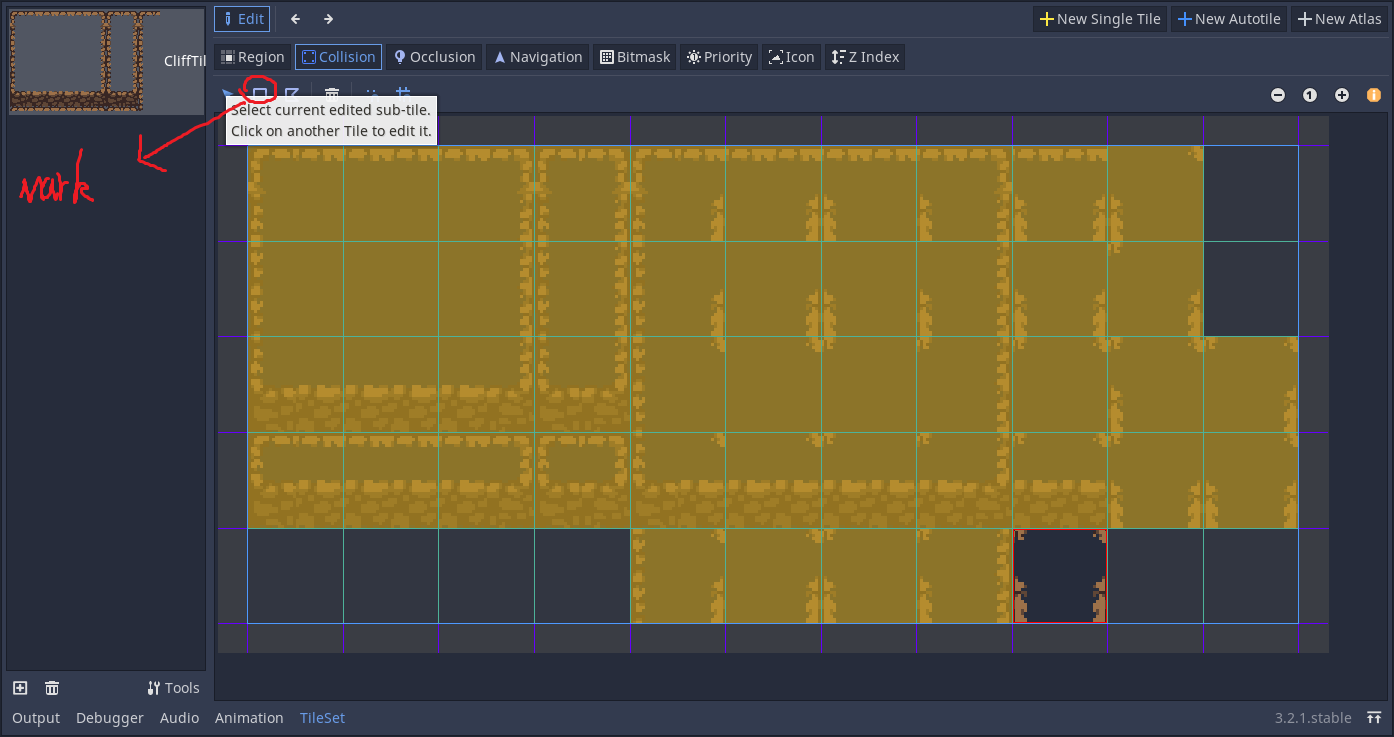 Edit
New Single Tile
New Autotile
New Atlas
CliffTil
Region
Collision
Occlusion
Navigation
Bitmask
Priority
Icon
Z Index
1
Select current edited sub-tile.
Click on another Tile to edit it.
mark
Tools
Output
Debugger
Audio
Animation
TileSet
3.2.1.stable